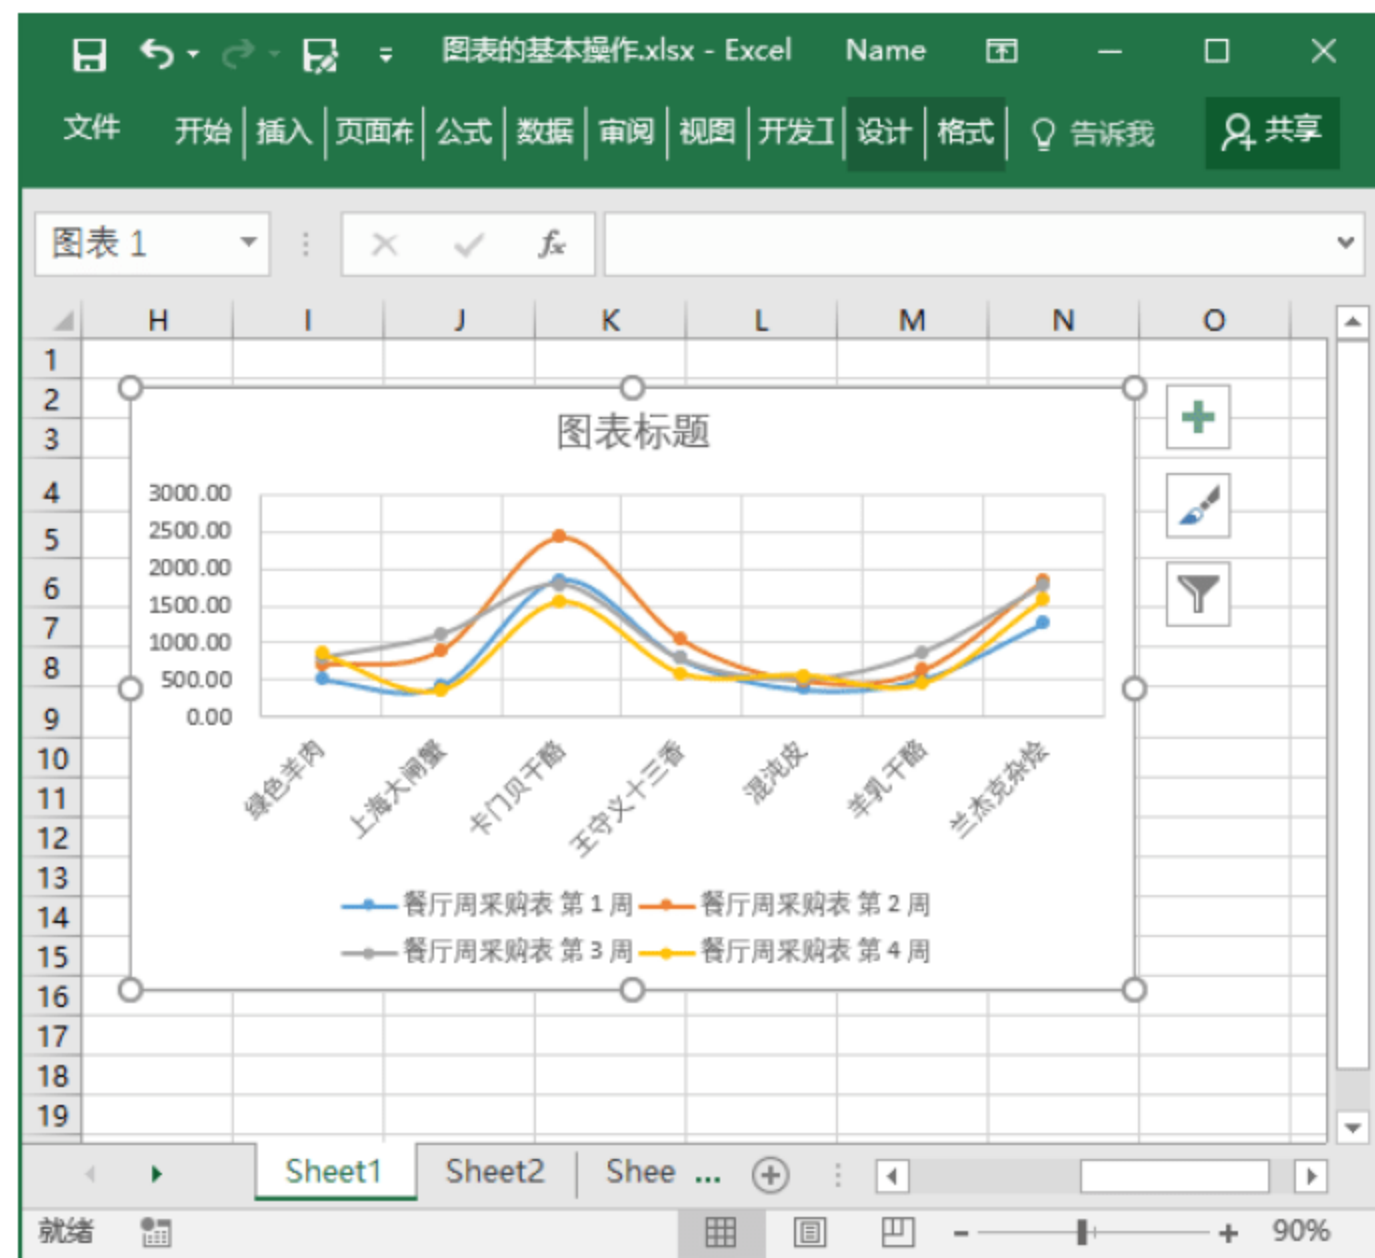 图表的基本操作.xlsx - Excel Name
文件 开始 插入 页面布 公式 数据 审阅 视图 开发工 设计 格式 告诉我 共享
图表 1 fx
H I J K L M N O
1
2
3
4
5
6
7
8
9
10
11
12
13
14
15
16
17
18
19
图表标题
3000.00
2500.00
2000.00
1500.00
1000.00
500.00
0.00
绿色羊肉 上海大闸蟹 卡门贝干酪 王守义十三香 混沌皮 羊乳干酪 兰杰克杂烩
餐厅周采购表 第 1 周 餐厅周采购表 第 2 周
餐厅周采购表 第 3 周 餐厅周采购表 第 4 周
Sheet1 Sheet2 Shee ...
就绪 90%